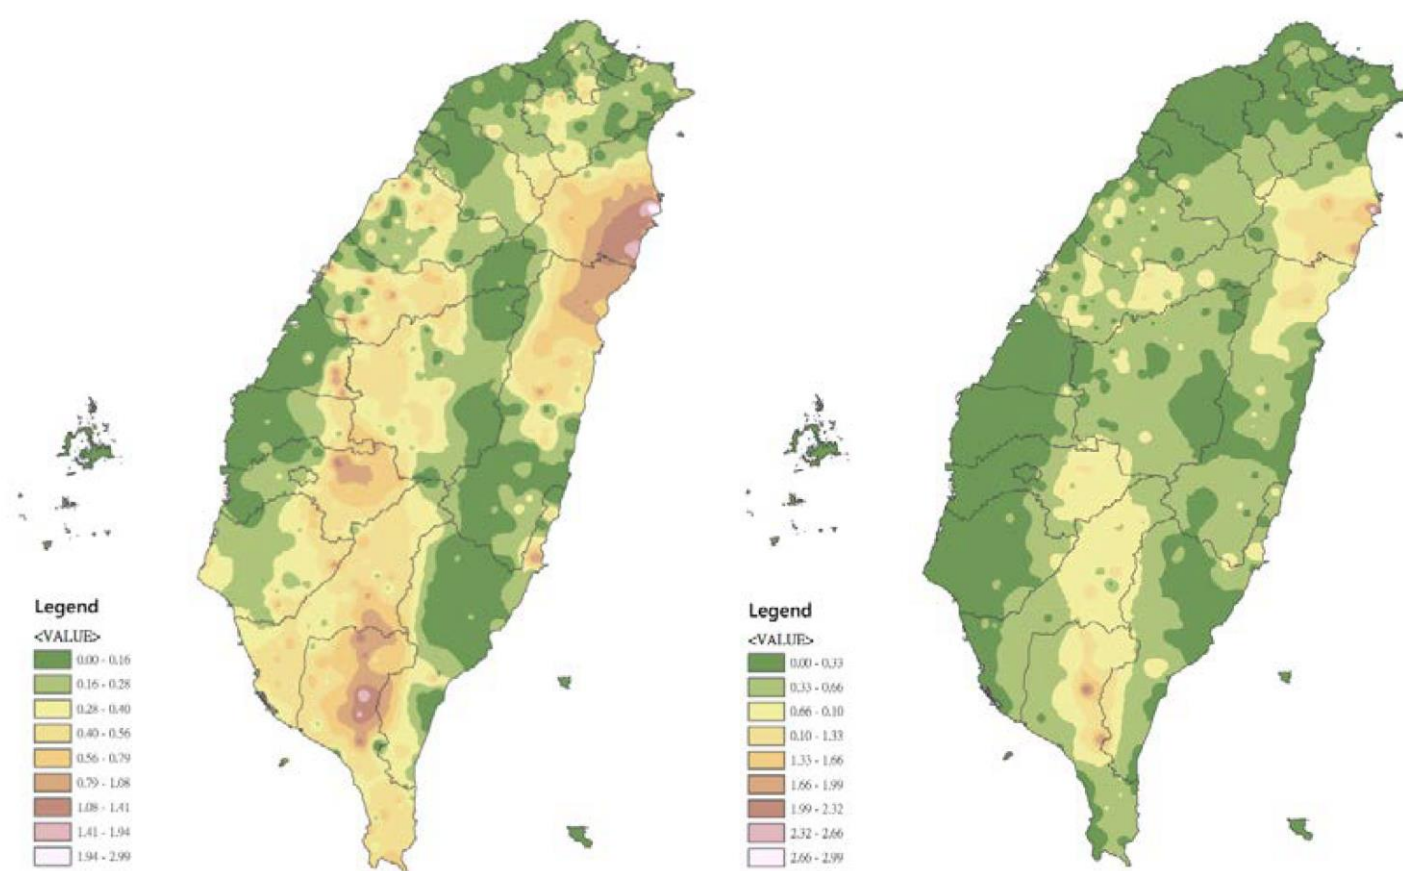 Legend
<VALUE>
0.00 - 0.16
0.16 - 0.28
0.28 - 0.40
0.40 - 0.56
0.56 - 0.79
0.79 - 1.08
1.08 - 1.41
1.41 - 1.94
1.94 - 2.99
Legend
<VALUE>
0.00 - 0.33
0.33 - 0.66
0.66 - 0.10
0.10 - 1.33
1.33 - 1.66
1.66 - 1.99
1.99 - 2.32
2.32 - 2.66
2.66 - 2.99